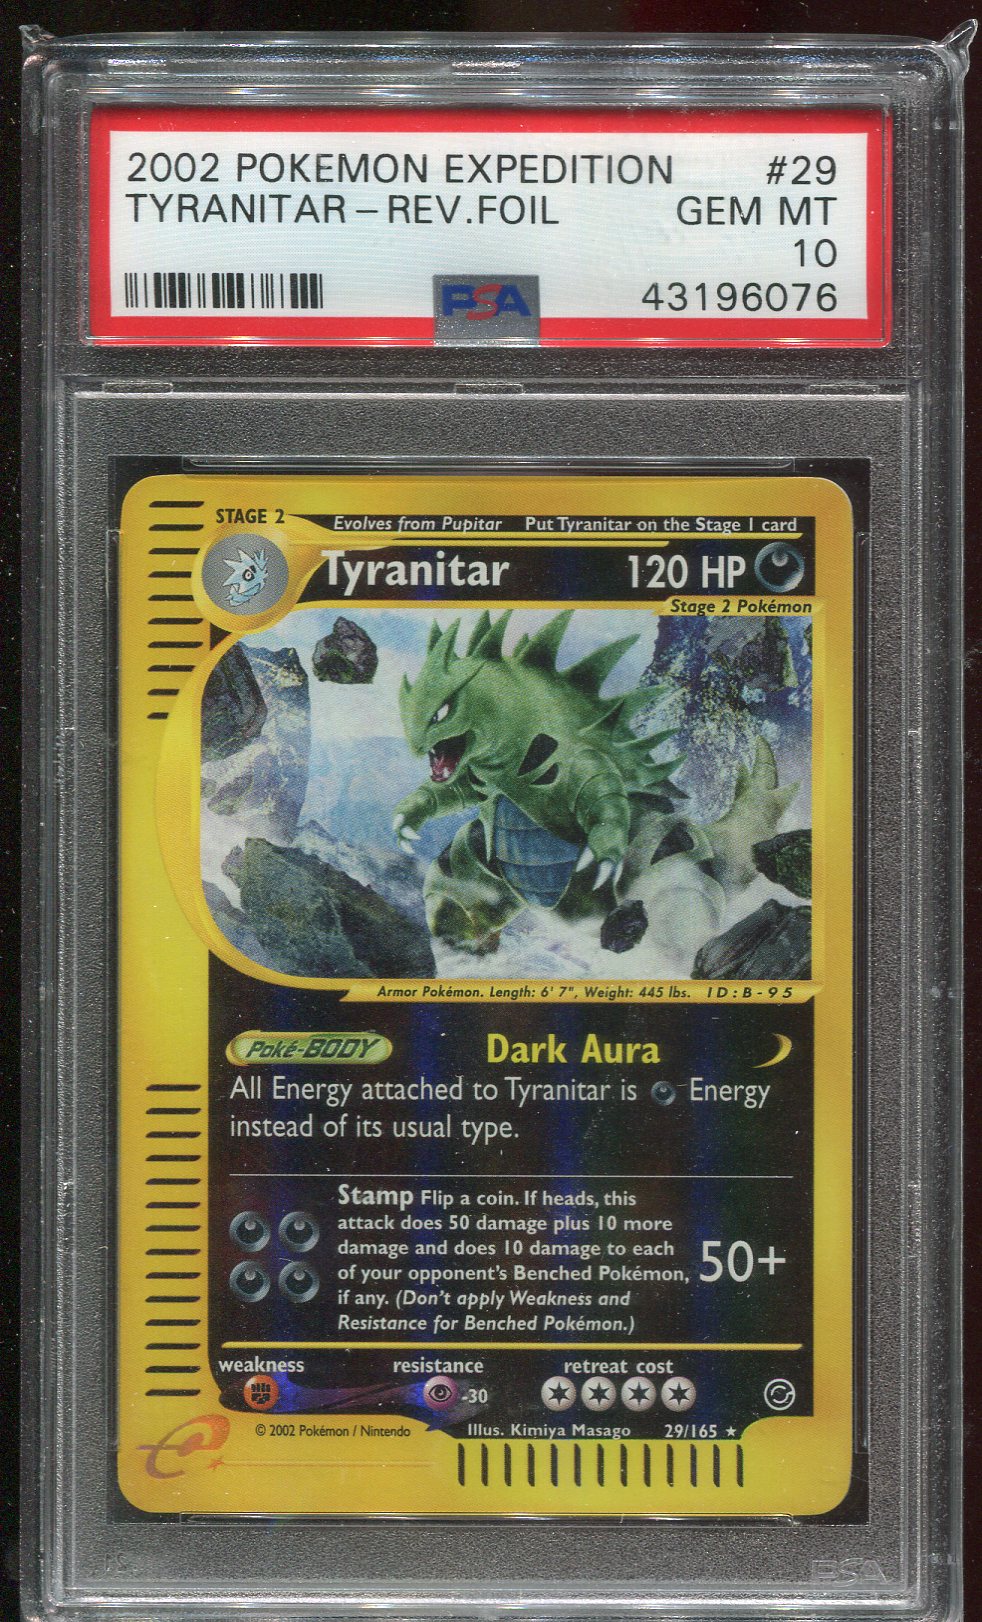 2002 POKEMON EXPEDITION #29
TYRANITAR - REV.FOIL GEM MT
10
PSA 43196076
STAGE 2 Evolves from Pupitar Put Tyranitar on the Stage 1 card
Tyranitar 120 HP
Stage 2 Pokémon
Armor Pokémon. Length: 6' 7", Weight: 445 lbs. ID:B-95
Poké-BODY Dark Aura
All Energy attached to Tyranitar is Energy
instead of its usual type.
Stamp Flip a coin. If heads, this
attack does 50 damage plus 10 more
damage and does 10 damage to each
of your opponent's Benched Pokémon, 50+
if any. (Don't apply Weakness and
Resistance for Benched Pokémon.)
weakness resistance retreat cost
-30
© 2002 Pokémon / Nintendo Illus. Kimiya Masago 29/165 ★
PSA